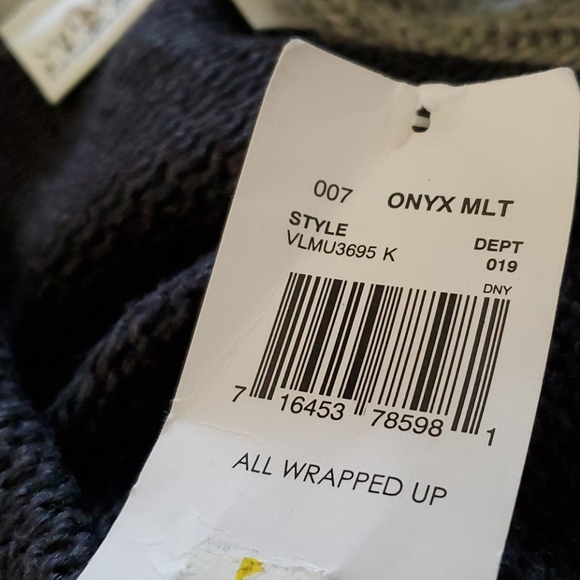 007 ONYX MLT
STYLE DEPT
VLMU3695 K 019
DNY
7 16453 78598 1
ALL WRAPPED UP